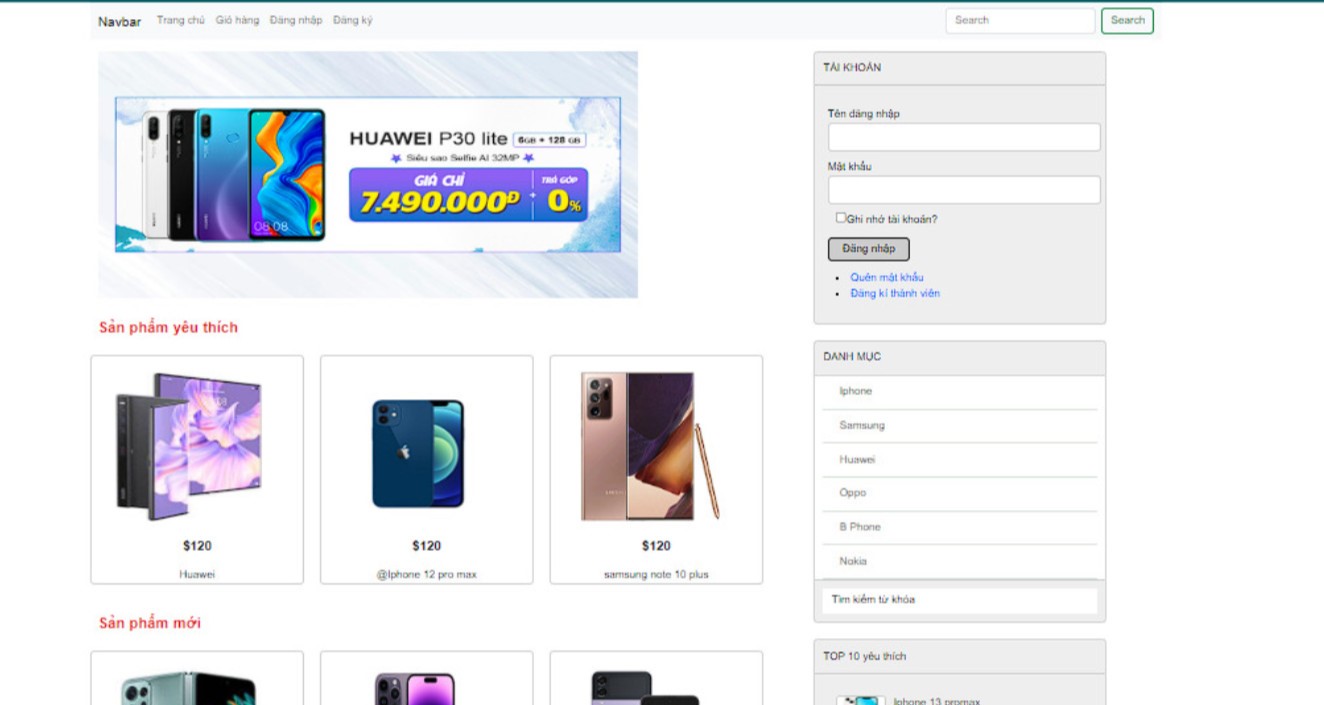 Navbar Trang chủ Giỏ hàng Đăng nhập Đăng ký Search Search
HUAWEI P30 lite 6GB + 128 GB
Siêu sao Selfie AI 32MP
GIÁ CHỈ TRẢ GÓP
7.490.000Đ + 0%
08:08
Sản phẩm yêu thích
$120
Huawei
$120
@Iphone 12 pro max
$120
samsung note 10 plus
Sản phẩm mới
TÀI KHOẢN
Tên đăng nhập
Mật khẩu
Ghi nhớ tài khoản?
Đăng nhập
Quên mật khẩu
Đăng kí thành viên
DANH MỤC
Iphone
Samsung
Huawei
Oppo
B Phone
Nokia
Tìm kiếm từ khóa
TOP 10 yêu thích
Iphone 13 promax